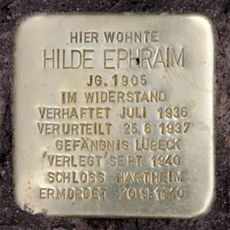 HIER WOHNTE
HILDE EPHRAIM
JG. 1905
IM WIDERSTAND
VERHAFTET JULI 1936
VERURTEILT 25.6.1937
GEFÄNGNIS LÜBECK
'VERLEGT' SEPT. 1940
SCHLOSS HARTHEIM
ERMORDET 20.9.1940